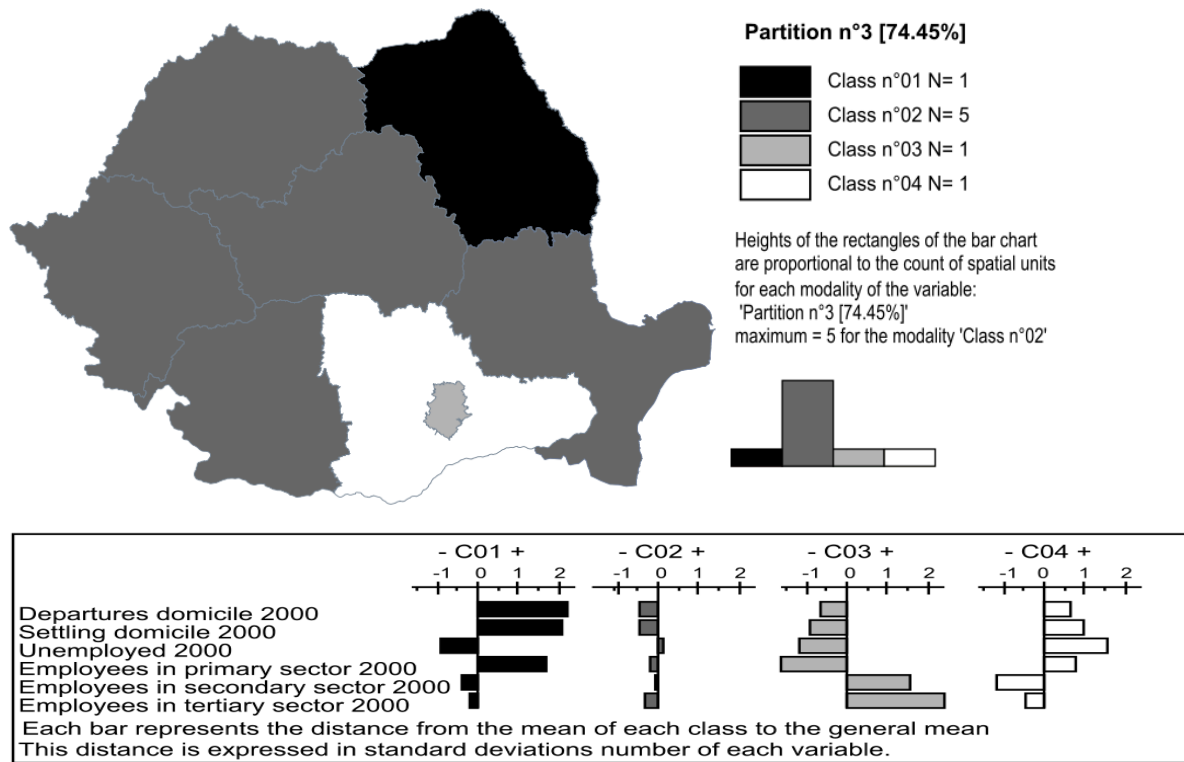 Partition n°3 [74.45%]
Class n°01 N= 1
Class n°02 N= 5
Class n°03 N= 1
Class n°04 N= 1
Heights of the rectangles of the bar chart
are proportional to the count of spatial units
for each modality of the variable:
'Partition n°3 [74.45%]'
maximum = 5 for the modality 'Class n°02'
- C01 + - C02 + - C03 + - C04 +
-1 0 1 2 -1 0 1 2 -1 0 1 2 -1 0 1 2
Departures domicile 2000
Settling domicile 2000
Unemployed 2000
Employees in primary sector 2000
Employees in secondary sector 2000
Employees in tertiary sector 2000
Each bar represents the distance from the mean of each class to the general mean
This distance is expressed in standard deviations number of each variable.